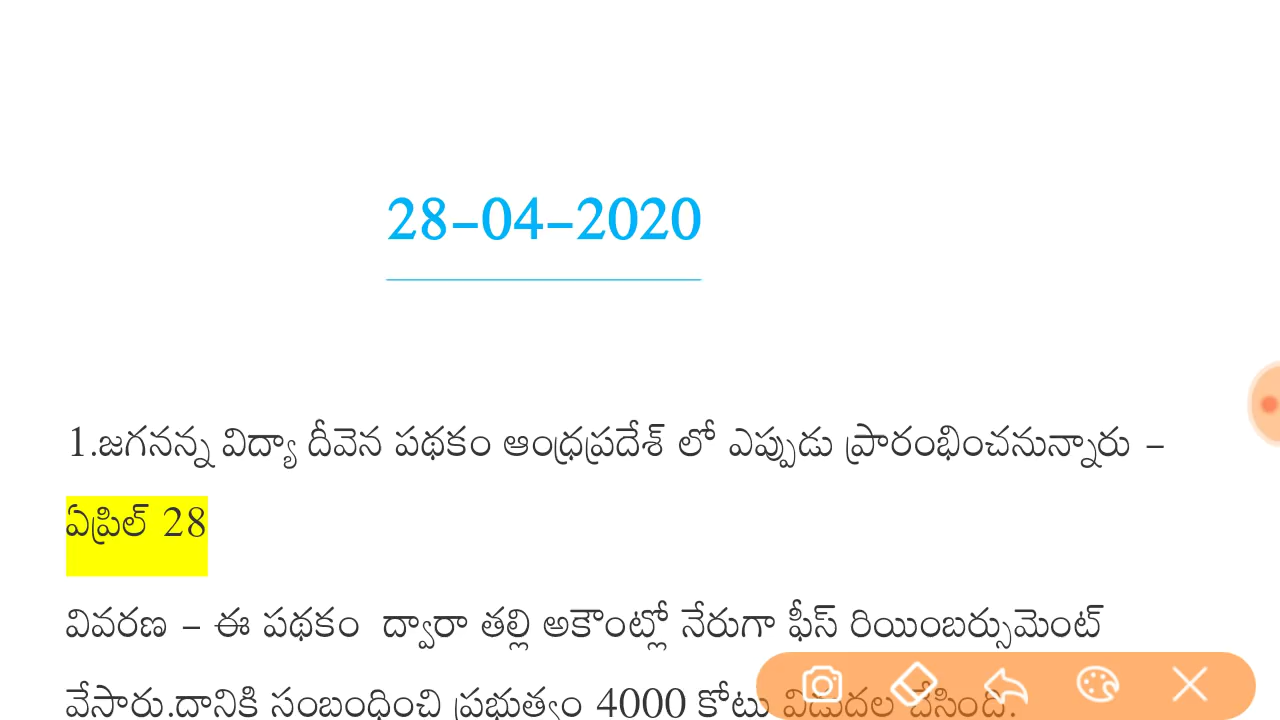 28-04-2020
1.జగనన్న విద్యా దీవెన పథకం ఆంధ్రప్రదేశ్ లో ఎప్పుడు ప్రారంభించనున్నారు -
ఏప్రిల్ 28
వివరణ - ఈ పథకం ద్వారా తల్లి అకౌంట్లో నేరుగా ఫీస్ రియింబర్సుమెంట్
వేసారు.దానికి సంబంధించి ప్రభుత్వం 4000 కోటు విడుదల చేసింది.